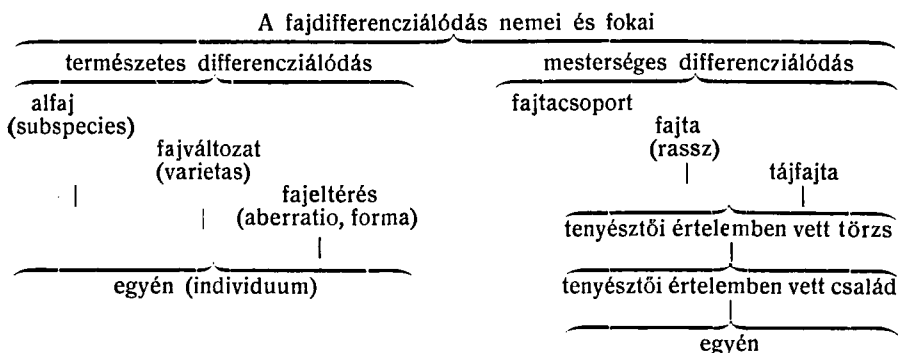 A fajdifferencziálódás nemei és fokai
természetes differencziálódás
mesterséges differencziálódás
alfaj
(subspecies)
fajváltozat
(varietas)
fajeltérés
(aberratio, forma)
egyén (individuum)
fajtacsoport
fajta
(rassz)
tájfajta
tenyésztői értelemben vett törzs
tenyésztői értelemben vett család
egyén